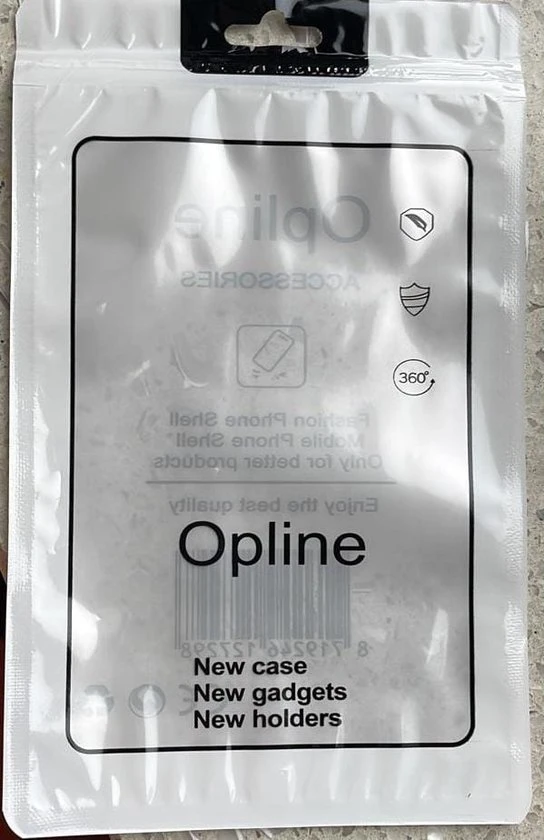 Opline
ACCESSORIES
360°
Fashion Phone Shell
Mobile Phone Shell"
Only for better products
Enjoy the best quality
Opline
8 719246 127298
New case
New gadgets
New holders
CE